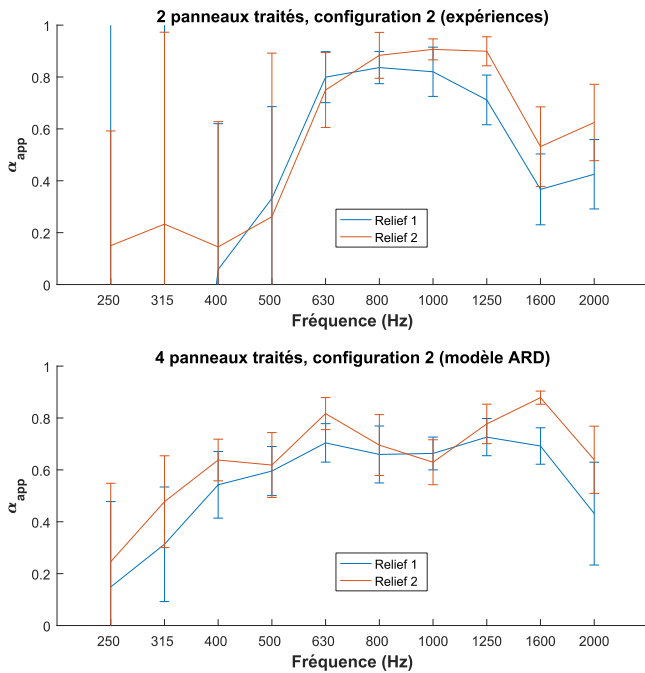 2 panneaux traités, configuration 2 (expériences)
1
0.8
0.6
0.4
0.2
0
α app
Relief 1
Relief 2
250 315 400 500 630 800 1000 1250 1600 2000
Fréquence (Hz)
4 panneaux traités, configuration 2 (modèle ARD)
1
0.8
0.6
0.4
0.2
0
α app
Relief 1
Relief 2
250 315 400 500 630 800 1000 1250 1600 2000
Fréquence (Hz)